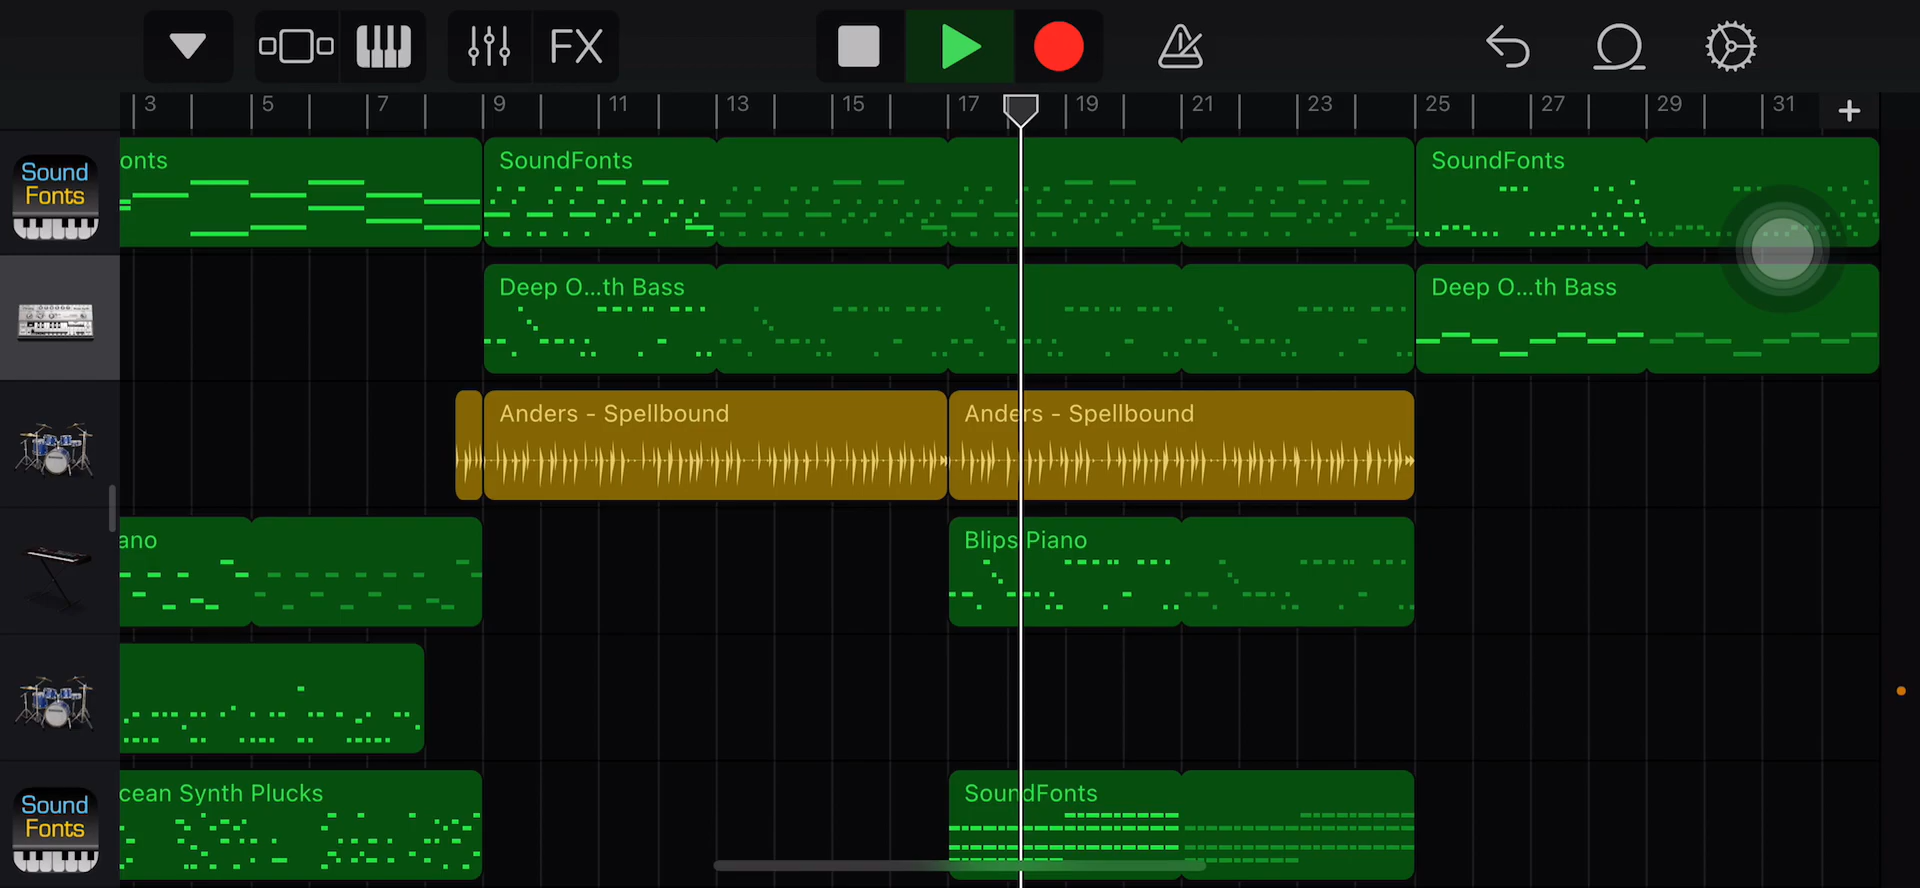 FX
3 5 7 9 11 13 15 17 19 21 23 25 27 29 31 +
Sound Fonts
onts
SoundFonts
SoundFonts
Deep O...th Bass
Deep O...th Bass
Anders - Spellbound
Anders - Spellbound
ano
Blips Piano
Sound Fonts
cean Synth Plucks
SoundFonts